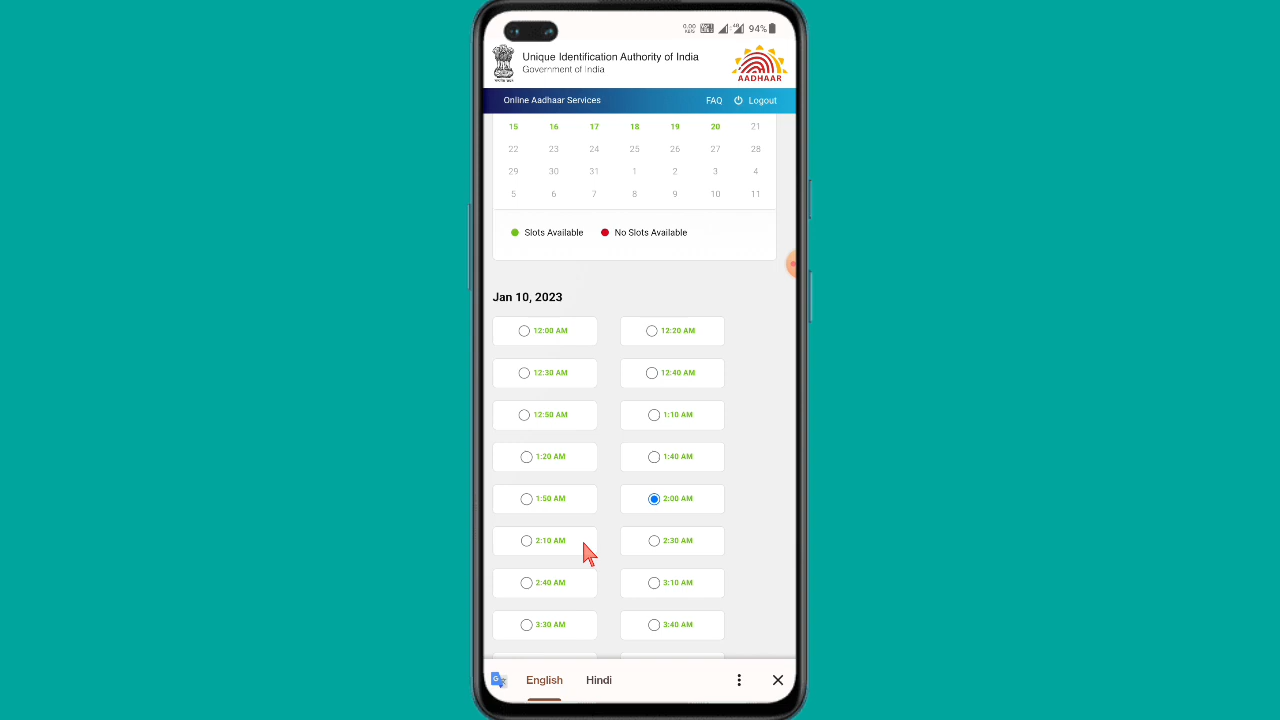 94%
Unique Identification Authority of India
Government of India
AADHAAR
Online Aadhaar Services FAQ Logout
15 16 17 18 19 20 21
22 23 24 25 26 27 28
29 30 31 1 2 3 4
5 6 7 8 9 10 11
Slots Available No Slots Available
Jan 10, 2023
12:00 AM 12:20 AM
12:30 AM 12:40 AM
12:50 AM 1:10 AM
1:20 AM 1:40 AM
1:50 AM 2:00 AM
2:10 AM 2:30 AM
2:40 AM 3:10 AM
3:30 AM 3:40 AM
English Hindi